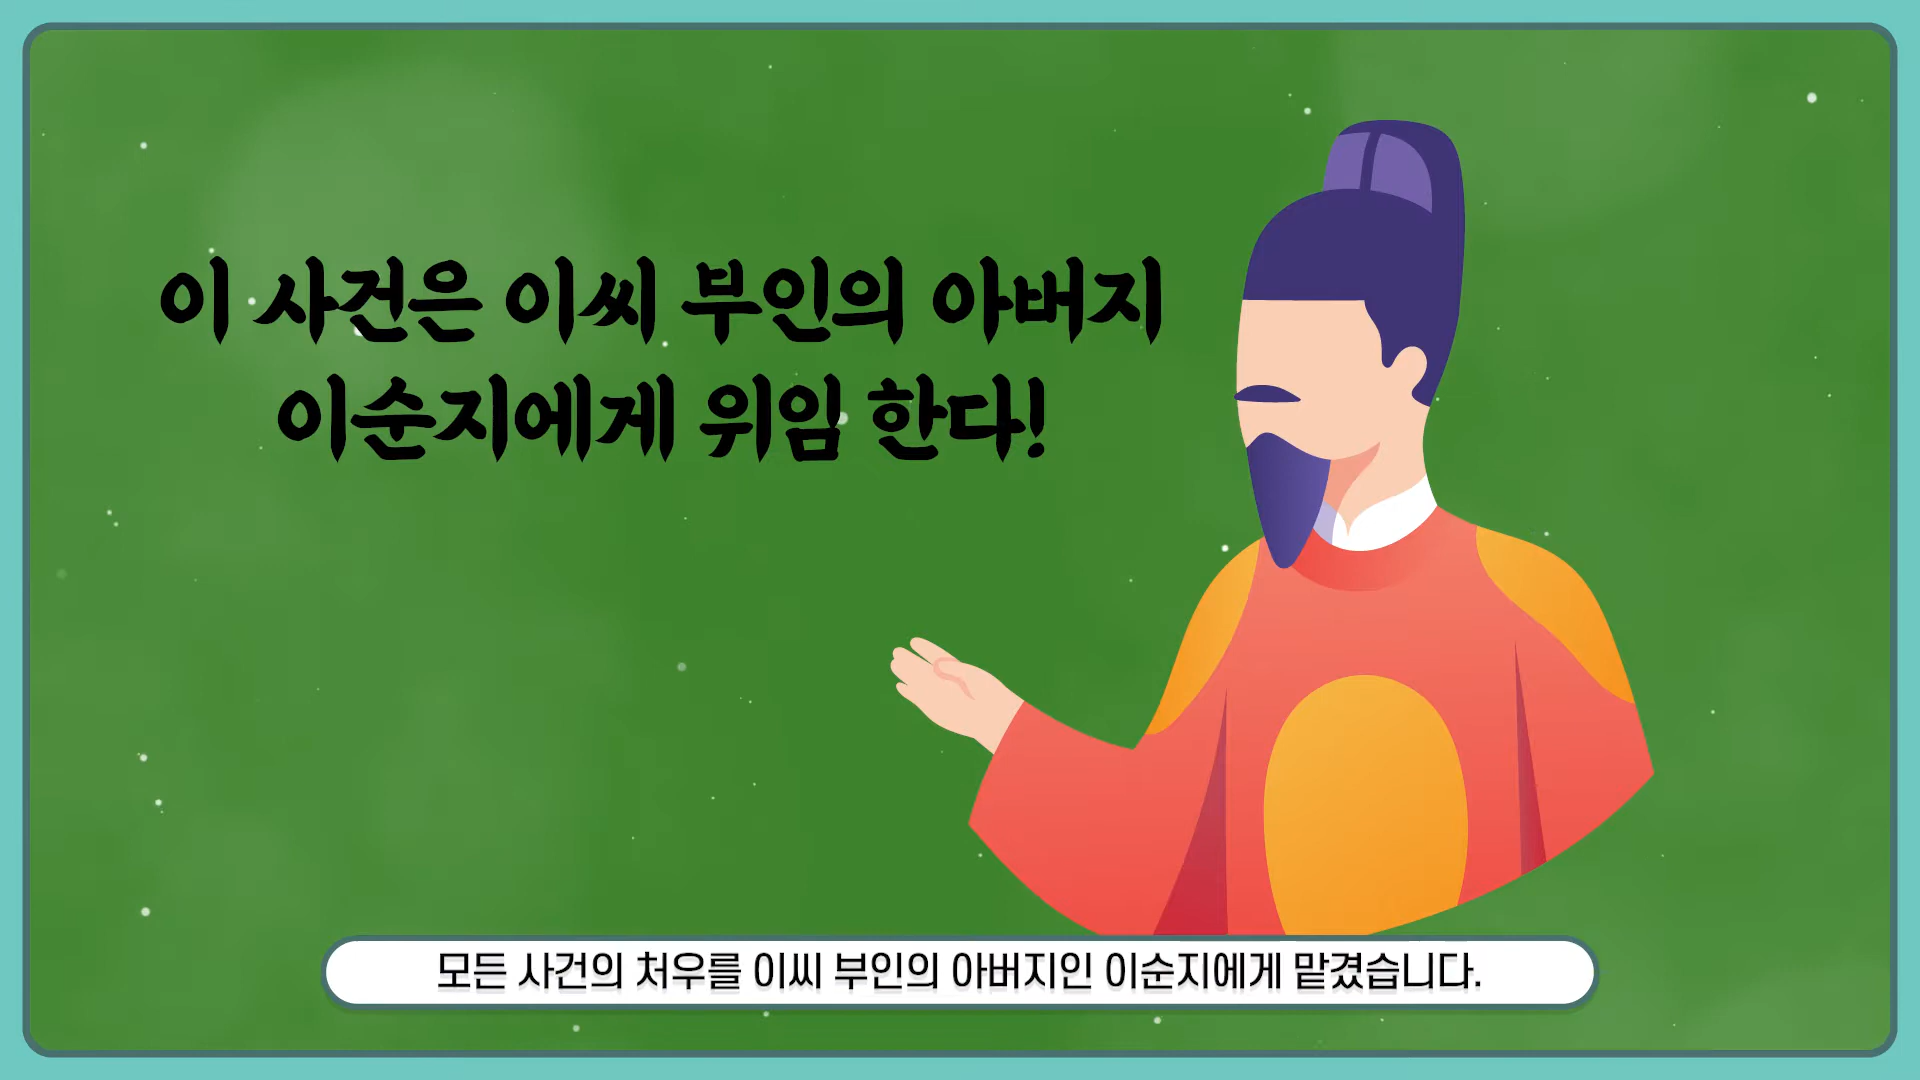 이 사건은 이씨 부인의 아버지
이순지에게 위임 한다!
모든 사건의 처우를 이씨 부인의 아버지인 이순지에게 맡겼습니다.